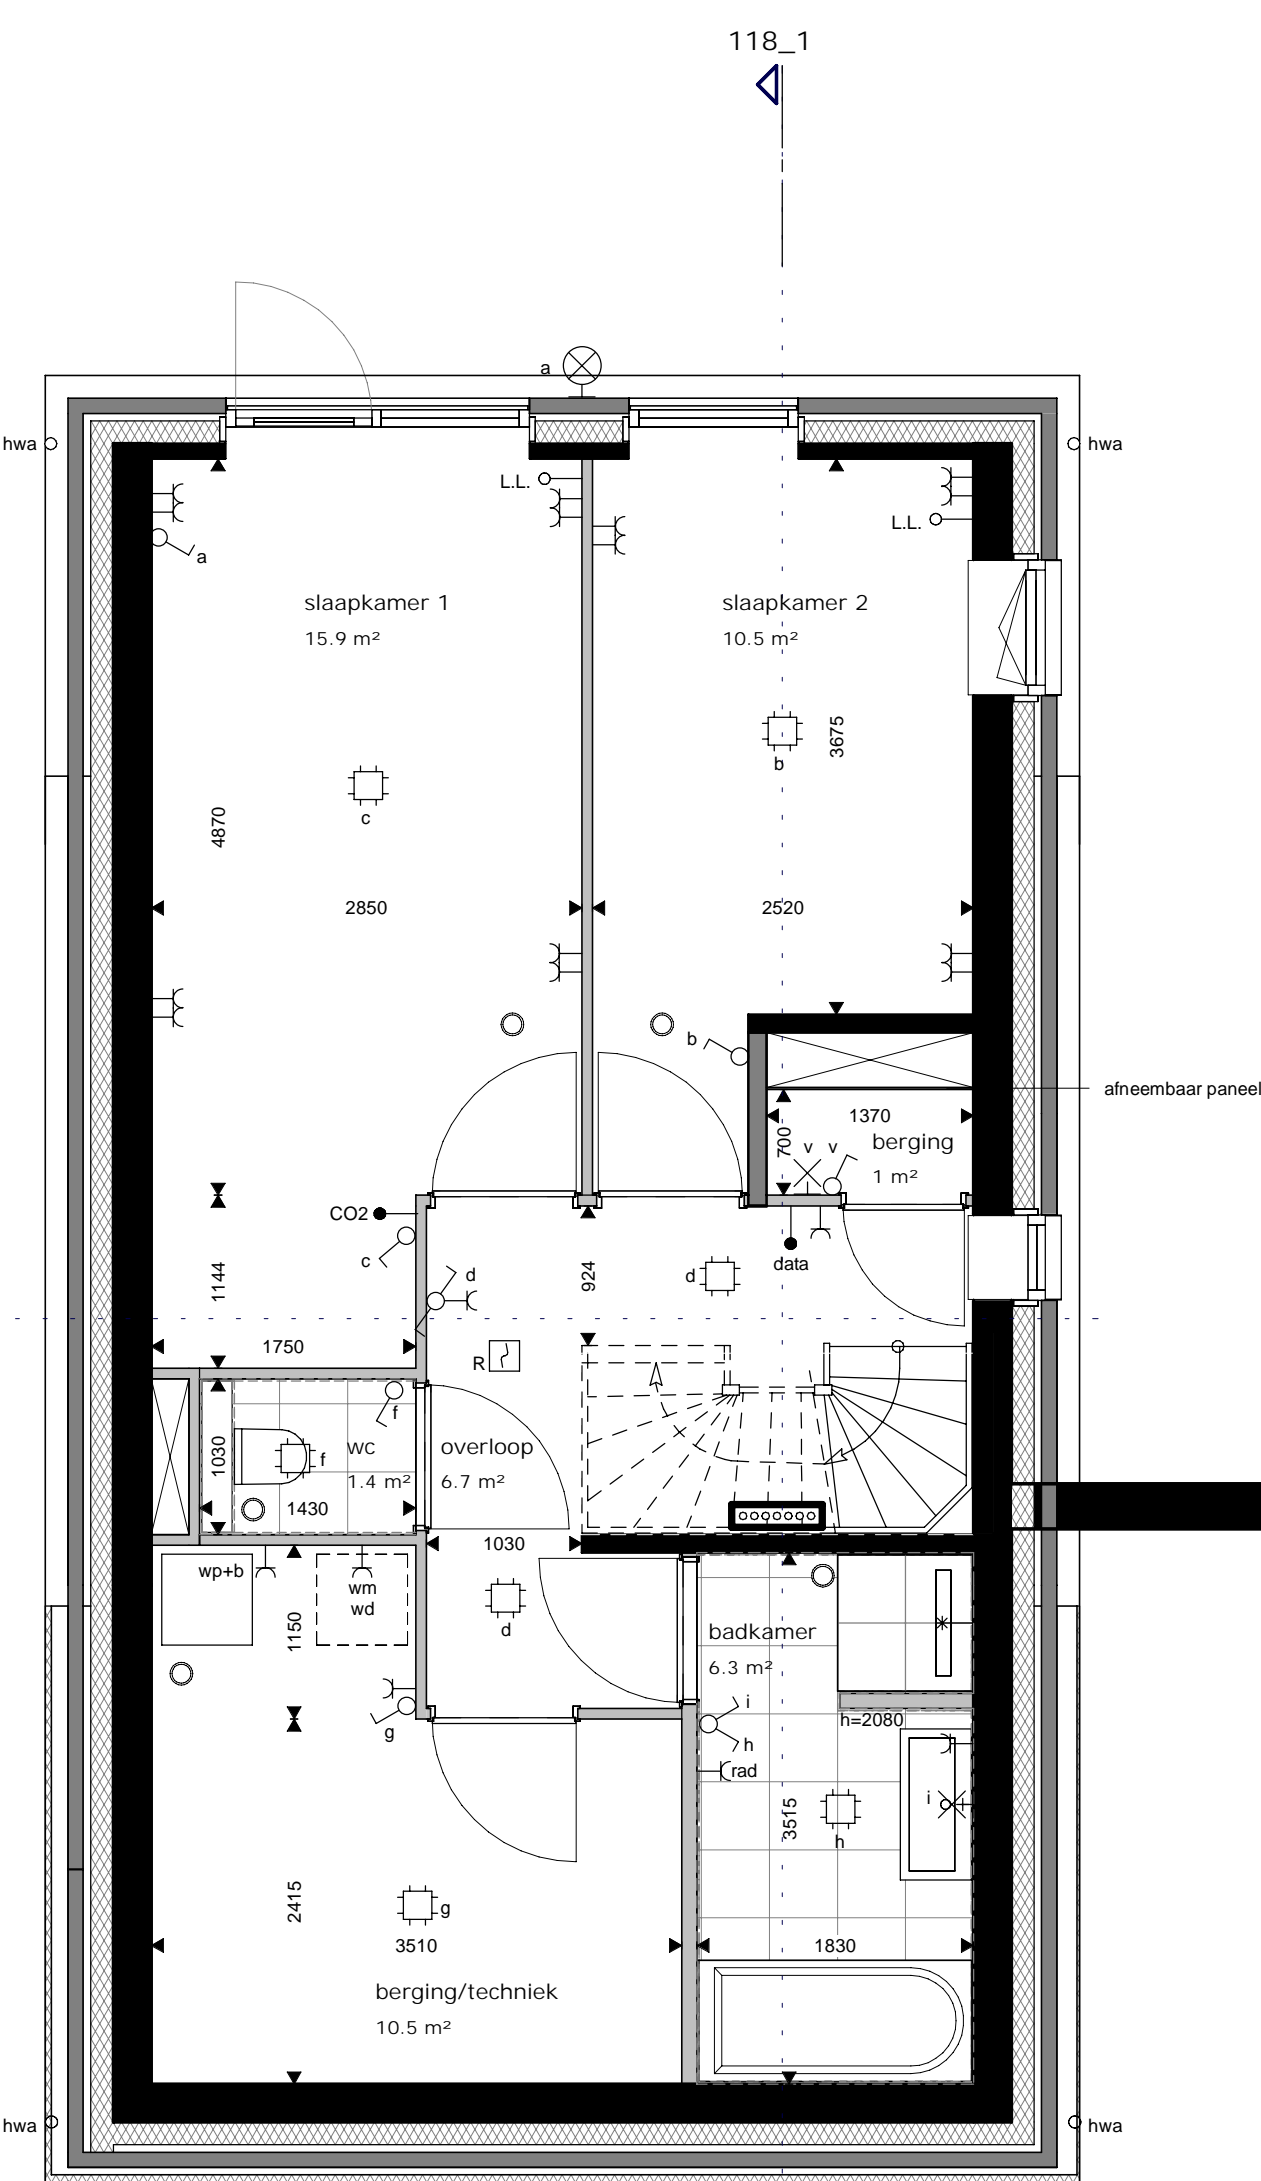 118_1
a
hwa
hwa
L.L.
L.L.
a
slaapkamer 1
15.9 m²
slaapkamer 2
10.5 m²
3675
b
c
4870
2850
2520
b
afneembaar paneel
1370
700
berging
1 m²
v
v
CO2
c
d
924
d
data
1144
1750
R
f
1030
f
wc
1.4 m²
overloop
6.7 m²
1430
1030
wp+b
wm
wd
1150
d
badkamer
6.3 m²
g
i
h
h=2080
rad
i
3515
h
2415
g
3510
1830
berging/techniek
10.5 m²
hwa
hwa